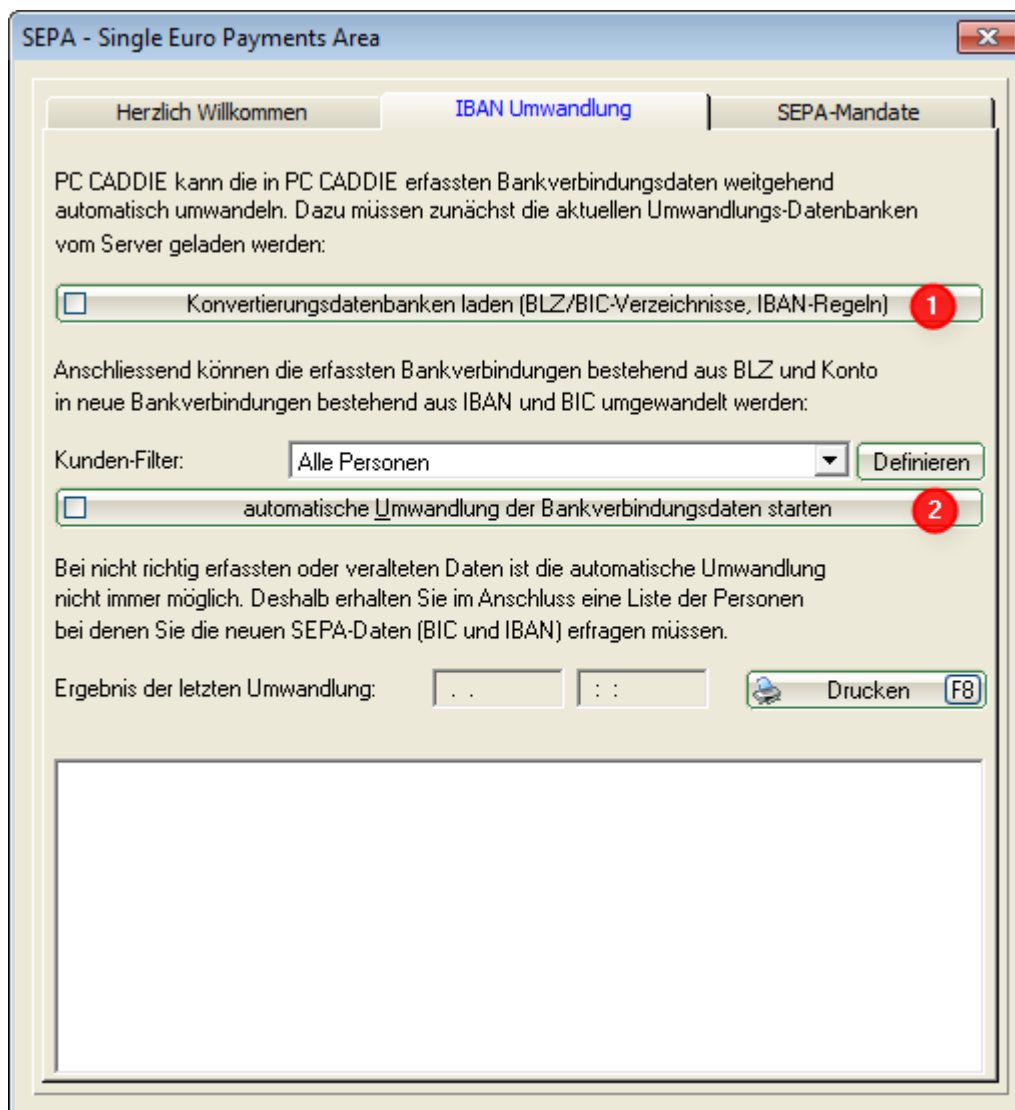 SEPA - Single Euro Payments Area
Herzlich Willkommen
IBAN Umwandlung
SEPA-Mandate
PC CADDIE kann die in PC CADDIE erfassten Bankverbindungsdaten weitgehend
automatisch umwandeln. Dazu müssen zunächst die aktuellen Umwandlungs-Datenbanken
vom Server geladen werden:
Konvertierungsdatenbanken laden (BLZ/BIC-Verzeichnisse, IBAN-Regeln) 1
Anschliessend können die erfassten Bankverbindungen bestehend aus BLZ und Konto
in neue Bankverbindungen bestehend aus IBAN und BIC umgewandelt werden:
Kunden-Filter: Alle Personen Definieren
automatische Umwandlung der Bankverbindungsdaten starten 2
Bei nicht richtig erfassten oder veralteten Daten ist die automatische Umwandlung
nicht immer möglich. Deshalb erhalten Sie im Anschluss eine Liste der Personen
bei denen Sie die neuen SEPA-Daten (BIC und IBAN) erfragen müssen.
Ergebnis der letzten Umwandlung: . . : : Drucken F8